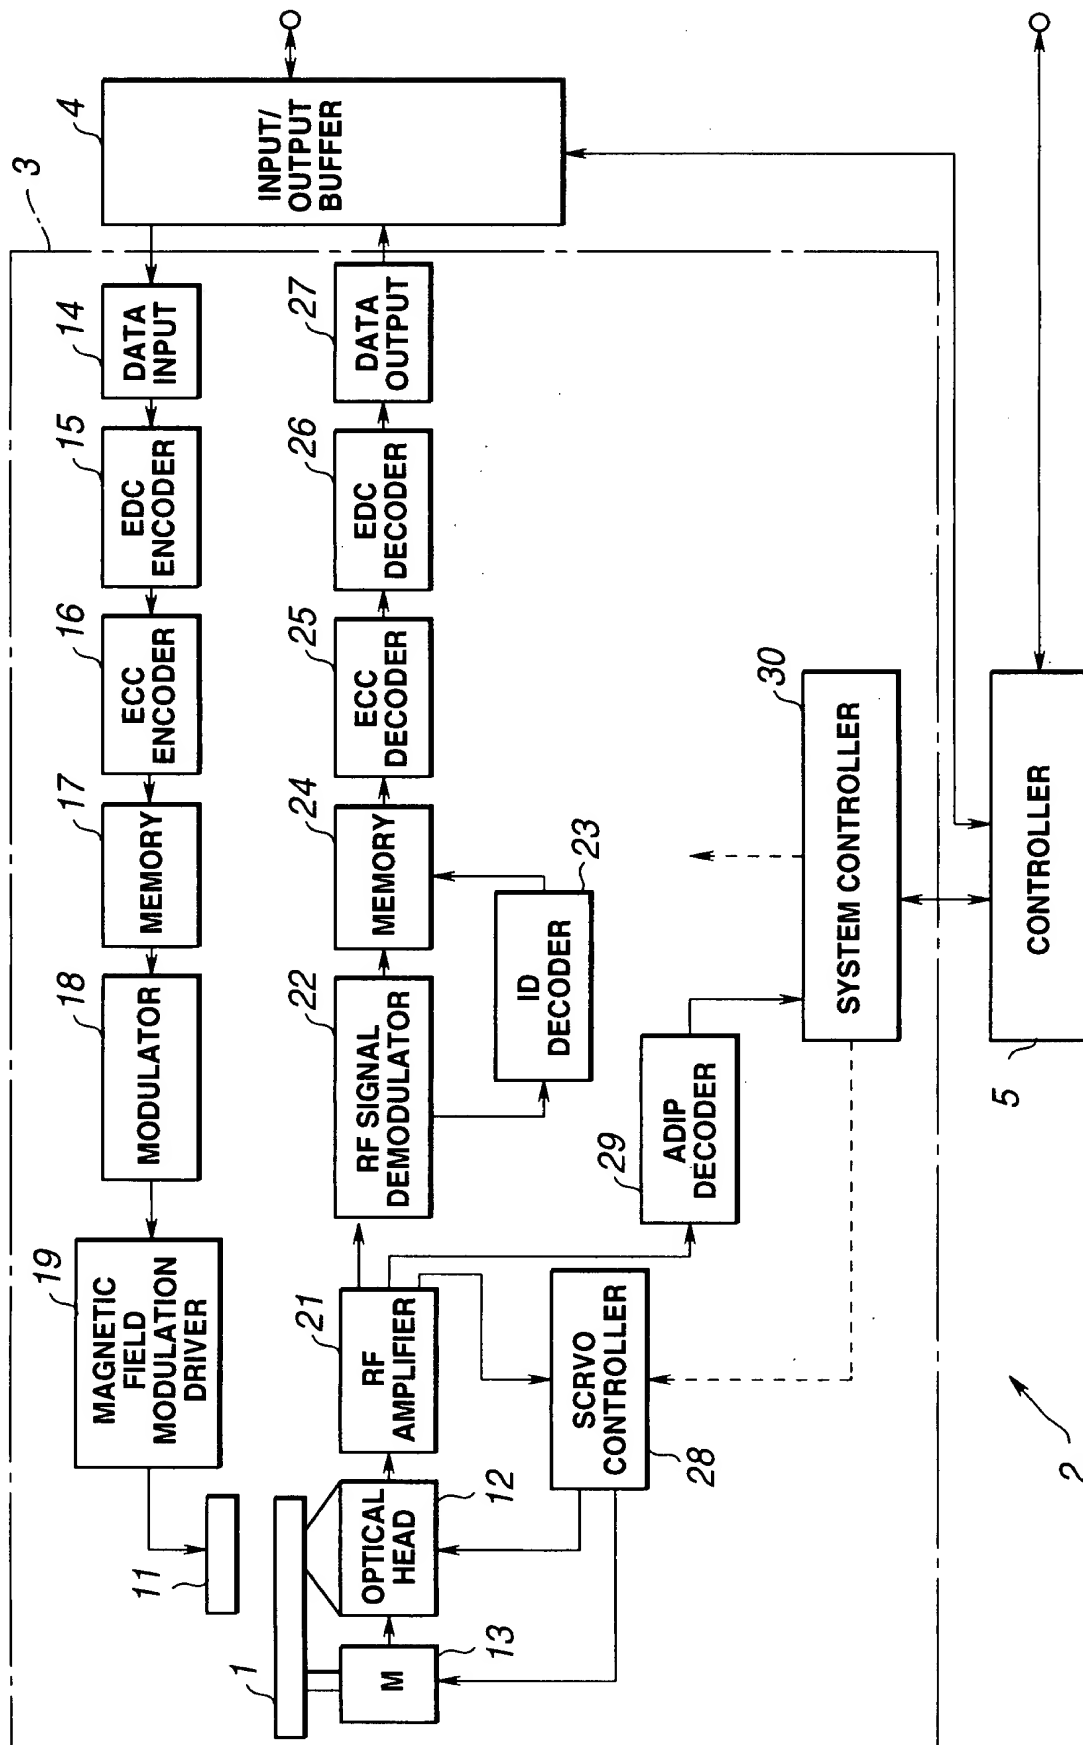 3
4
INPUT/
OUTPUT
BUFFER
14
DATA
INPUT
15
EDC
ENCODER
16
ECC
ENCODER
17
MEMORY
18
MODULATOR
19
MAGNETIC
FIELD
MODULATION
DRIVER
11
1
M
13
OPTICAL
HEAD
12
RF
AMPLIFIER
21
RF SIGNAL
DEMODULATOR
22
ID
DECODER
23
MEMORY
24
ECC
DECODER
25
EDC
DECODER
26
DATA
OUTPUT
27
SCRVO
CONTROLLER
28
ADIP
DECODER
29
SYSTEM CONTROLLER
30
CONTROLLER
5
2